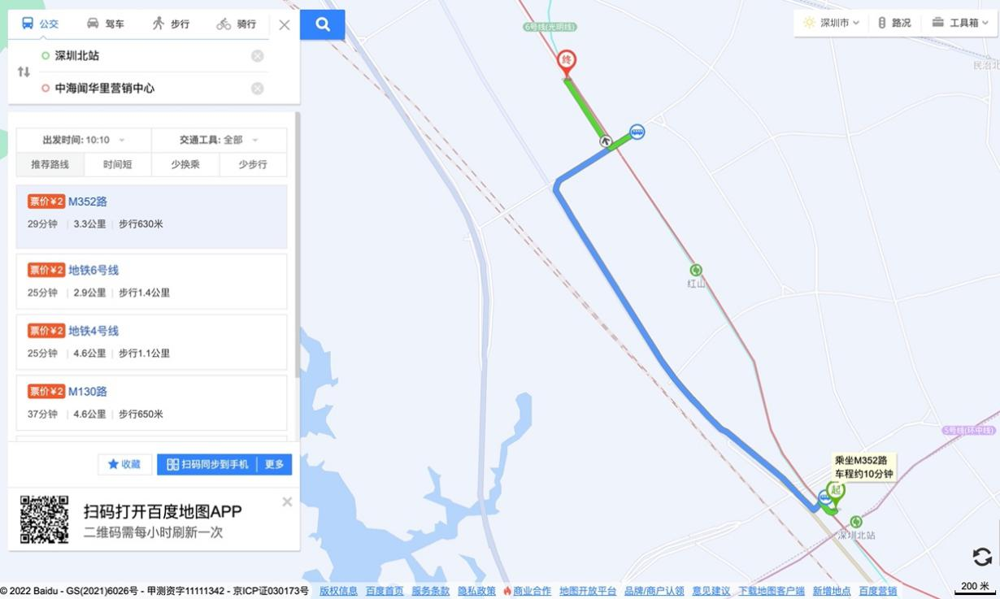 公交 驾车 步行 骑行
深圳北站
中海闻华里营销中心
出发时间: 10:10 交通工具: 全部
推荐路线 时间短 少换乘 少步行
票价¥2 M352路
29分钟 | 3.3公里 | 步行630米
票价¥2 地铁6号线
25分钟 | 2.9公里 | 步行1.4公里
票价¥2 地铁4号线
25分钟 | 4.6公里 | 步行1.1公里
票价¥2 M130路
37分钟 | 4.6公里 | 步行650米
收藏 扫码同步到手机 更多
扫码打开百度地图APP
二维码需每小时刷新一次
深圳市 路况 工具箱
6号线(光明线)
终
民治北
红山
5号线(环中线)
乘坐M352路
车程约10分钟
起
深圳北站
200 米
© 2022 Baidu - GS(2021)6026号 - 甲测资字11111342 - 京ICP证030173号 版权信息 百度首页 服务条款 隐私政策 商业合作 地图开放平台 品牌/商户认领 意见建议 下载地图客户端 新增地点 百度营销